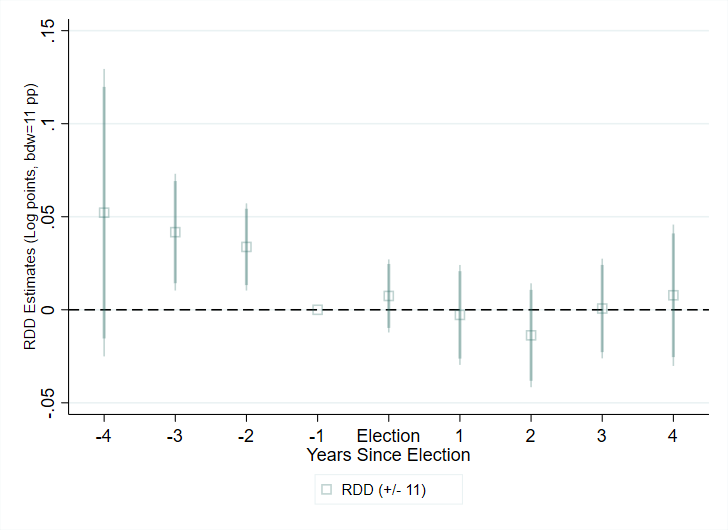 RDD Estimates (Log points, bdw=11 pp)
.15
.1
.05
0
-.05
-4 -3 -2 -1 Election 1 2 3 4
Years Since Election
RDD (+/- 11)